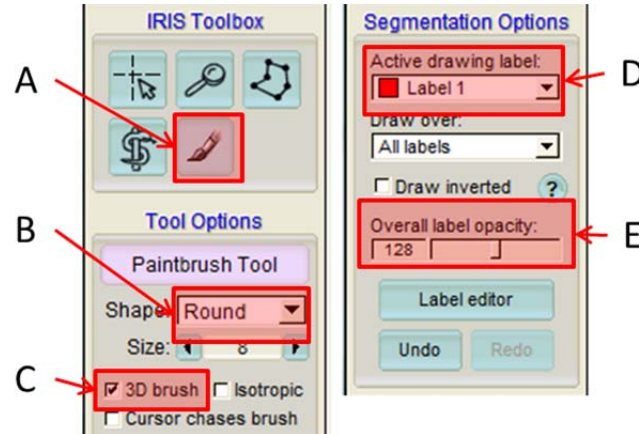 IRIS Toolbox
A
Tool Options
Paintbrush Tool
B
Shape: Round
Size: 8
C
3D brush Isotropic
Cursor chases brush
Segmentation Options
Active drawing label:
Label 1
D
Draw over:
All labels
Draw inverted ?
Overall label opacity:
128
E
Label editor
Undo Redo